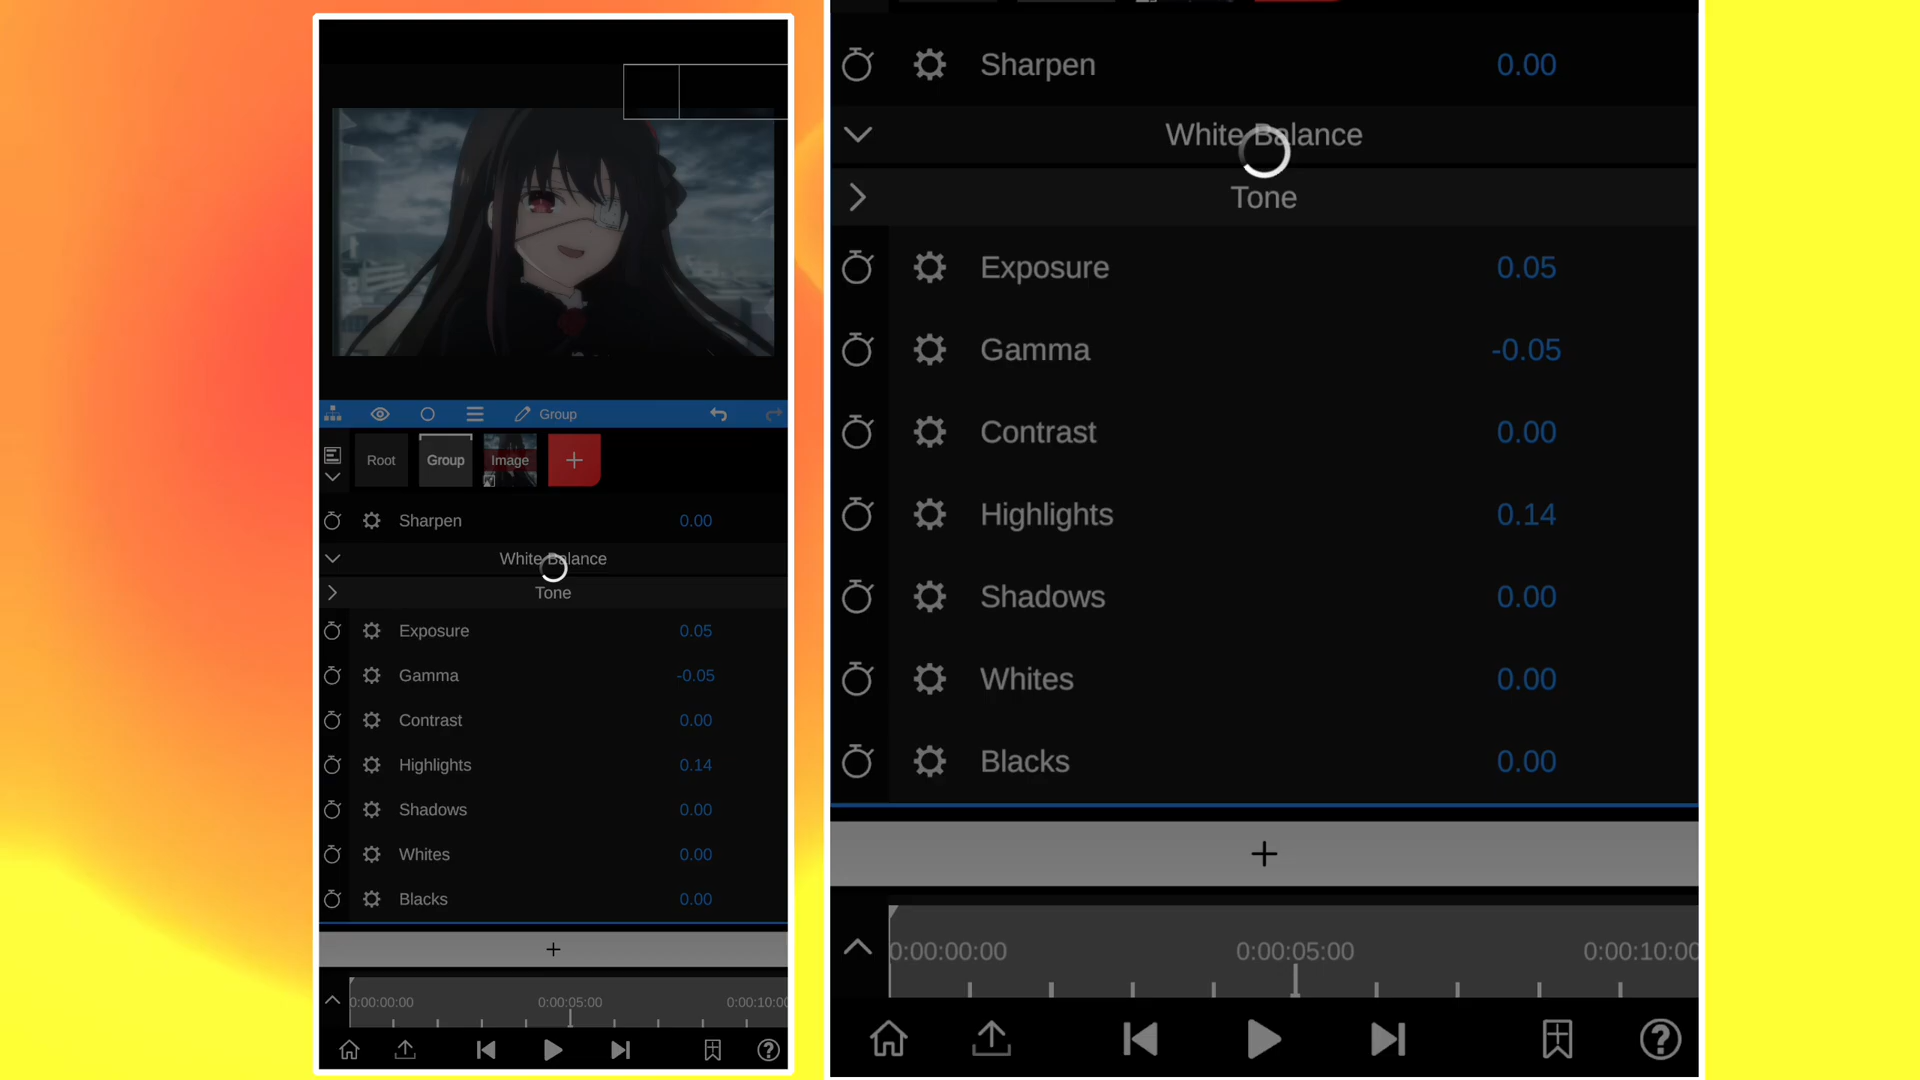 Group
Root
Group
Image
Sharpen 0.00
White Balance
Tone
Exposure 0.05
Gamma -0.05
Contrast 0.00
Highlights 0.14
Shadows 0.00
Whites 0.00
Blacks 0.00
0:00:00:00 0:00:05:00 0:00:10:00
Sharpen 0.00
White Balance
Tone
Exposure 0.05
Gamma -0.05
Contrast 0.00
Highlights 0.14
Shadows 0.00
Whites 0.00
Blacks 0.00
0:00:00:00 0:00:05:00 0:00:10:00